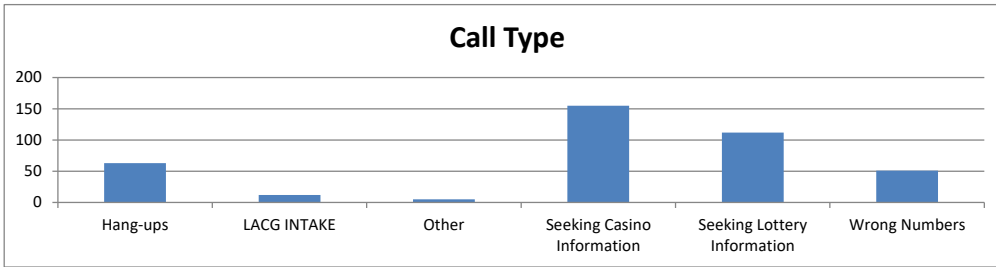 Call Type
200
150
100
50
0
Hang-ups
LACG INTAKE
Other
Seeking Casino
Information
Seeking Lottery
Information
Wrong Numbers